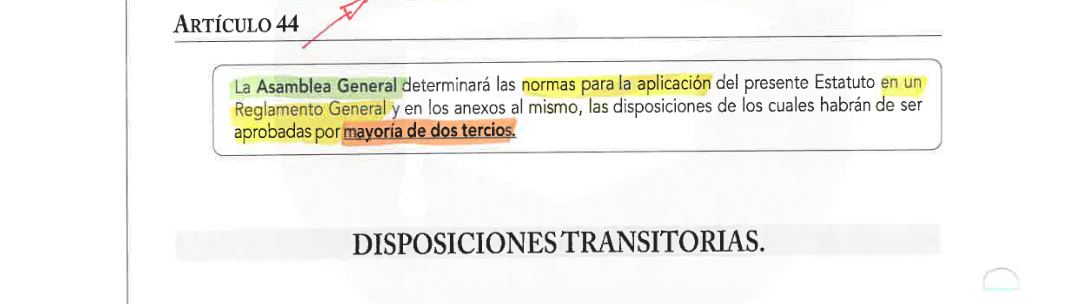 ARTÍCULO 44
La Asamblea General determinará las normas para la aplicación del presente Estatuto en un
Reglamento General y en los anexos al mismo, las disposiciones de los cuales habrán de ser
aprobadas por mayoría de dos tercios.
DISPOSICIONES TRANSITORIAS.